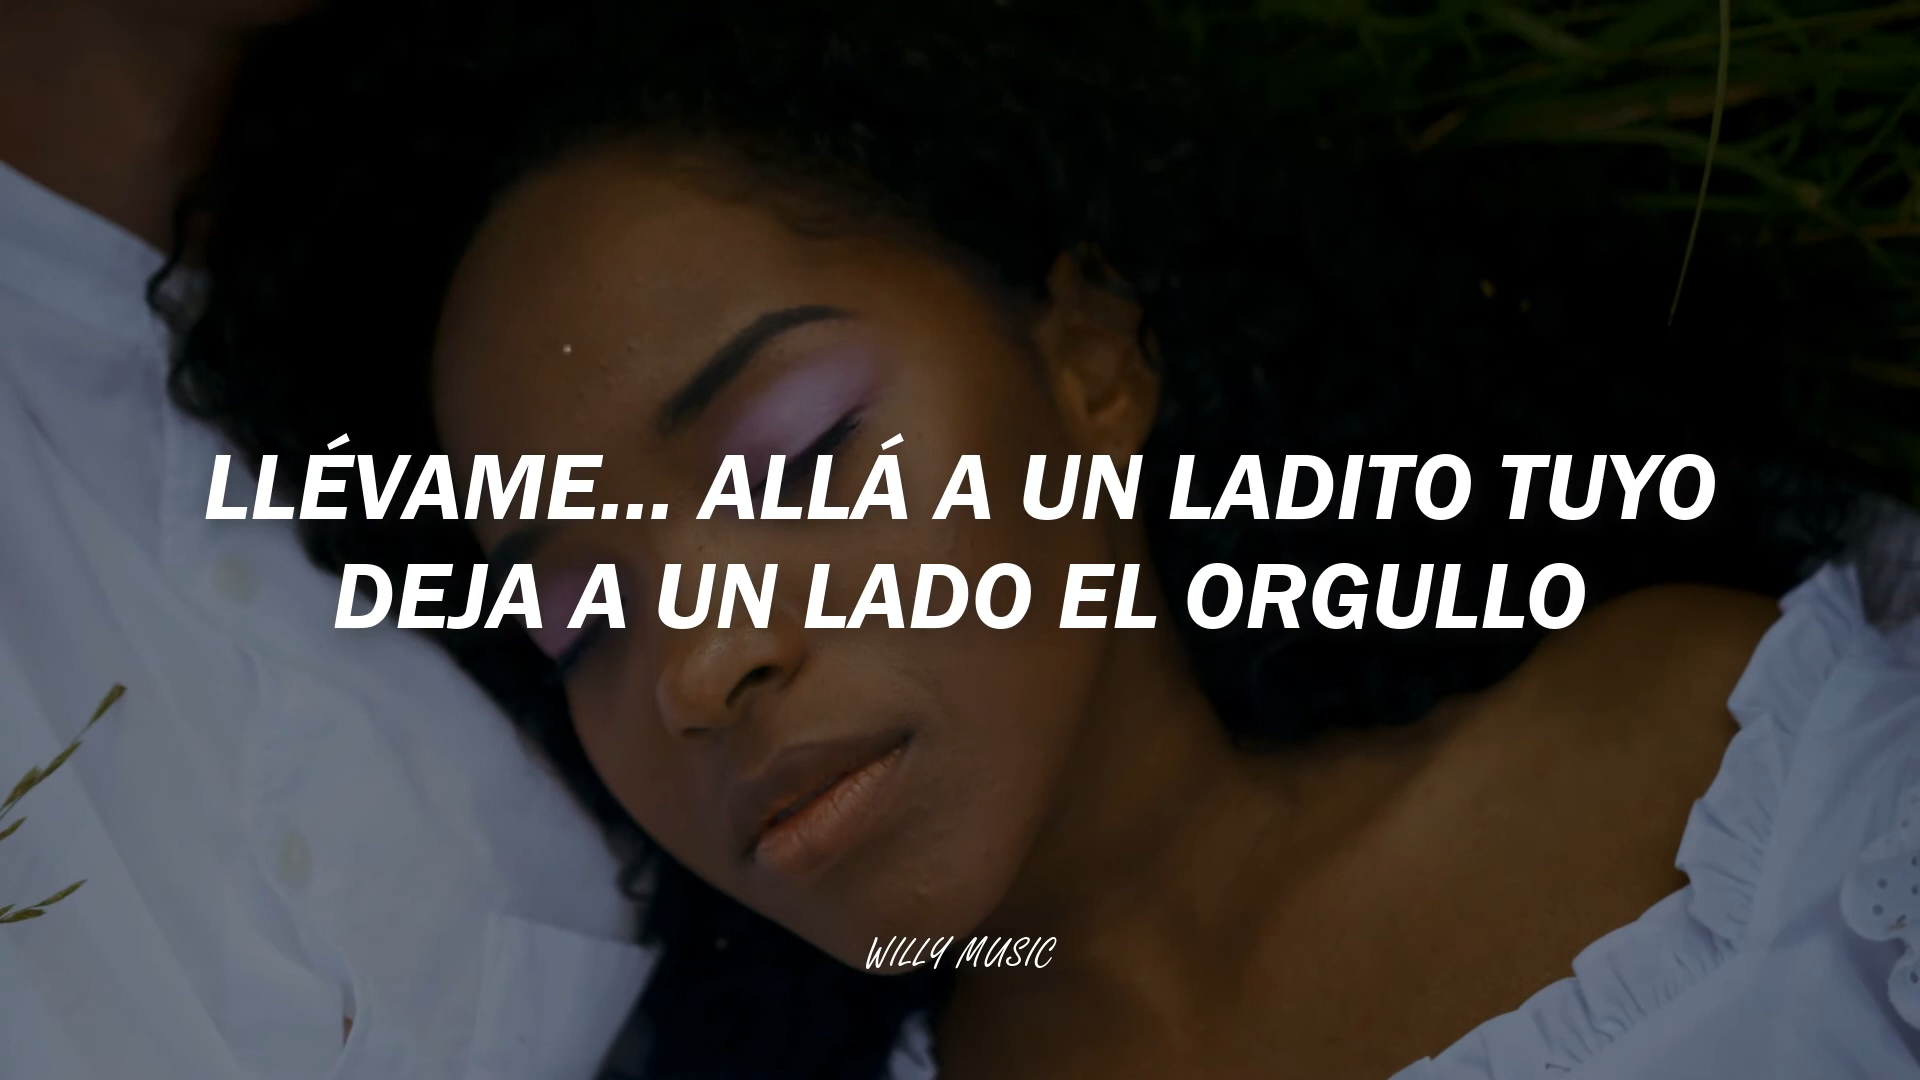 LLÉVAME... ALLÁ A UN LADITO TUYO
DEJA A UN LADO EL ORGULLO
WILLY MUSIC